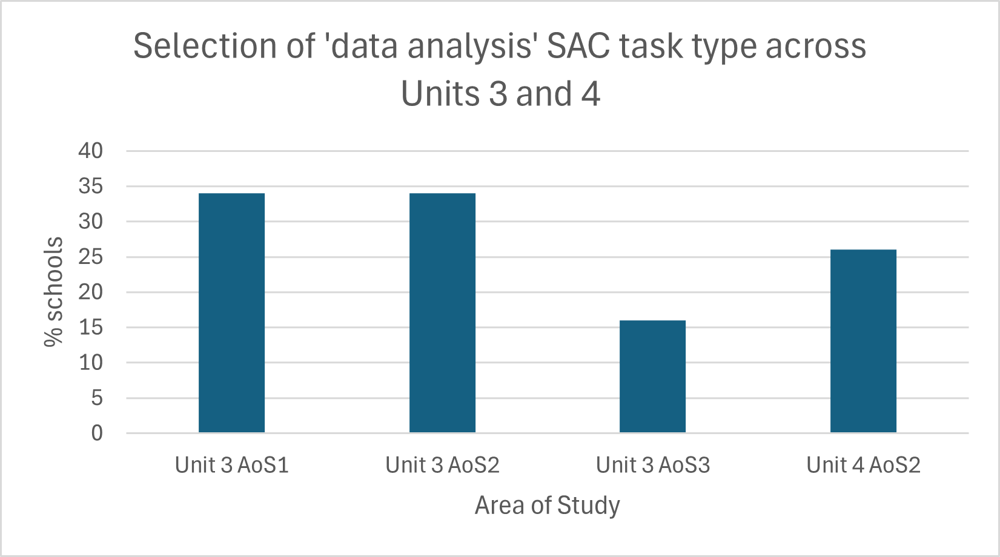 Selection of 'data analysis' SAC task type across
Units 3 and 4
40
35
30
25
20
15
10
5
0
% schools
Unit 3 AoS1
Unit 3 AoS2
Unit 3 AoS3
Unit 4 AoS2
Area of Study